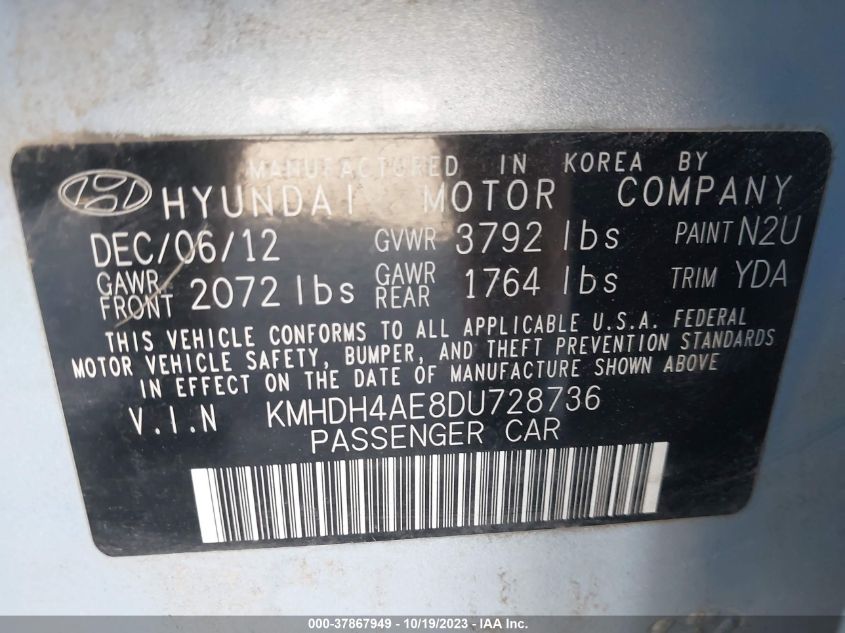 MANUFACTURED IN KOREA BY
HYUNDAI MOTOR COMPANY
DEC/06/12 GVWR 3792 lbs PAINT N2U
GAWR FRONT 2072 lbs GAWR REAR 1764 lbs TRIM YDA
THIS VEHICLE CONFORMS TO ALL APPLICABLE U.S.A. FEDERAL
MOTOR VEHICLE SAFETY, BUMPER, AND THEFT PREVENTION STANDARDS
IN EFFECT ON THE DATE OF MANUFACTURE SHOWN ABOVE
V.I.N KMHDH4AE8DU728736
PASSENGER CAR
000-37867949 - 10/19/2023 - IAA Inc.